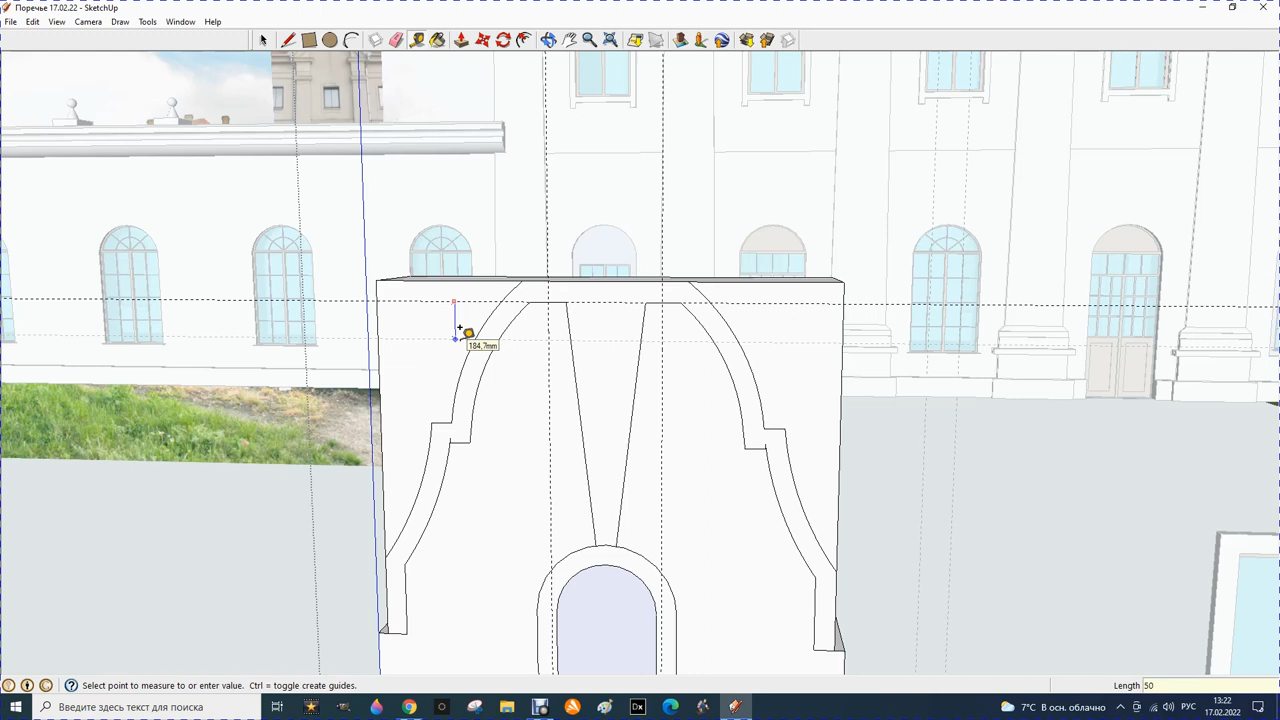 Поречье 17.02.22 - SketchUp
File Edit View Camera Draw Tools Window Help
184,7mm
Select point to measure to or enter value. Ctrl = toggle create guides.
Length 50
Введите здесь текст для поиска
Dx
7°C В осн. облачно
РУС
13:22
17.02.2022